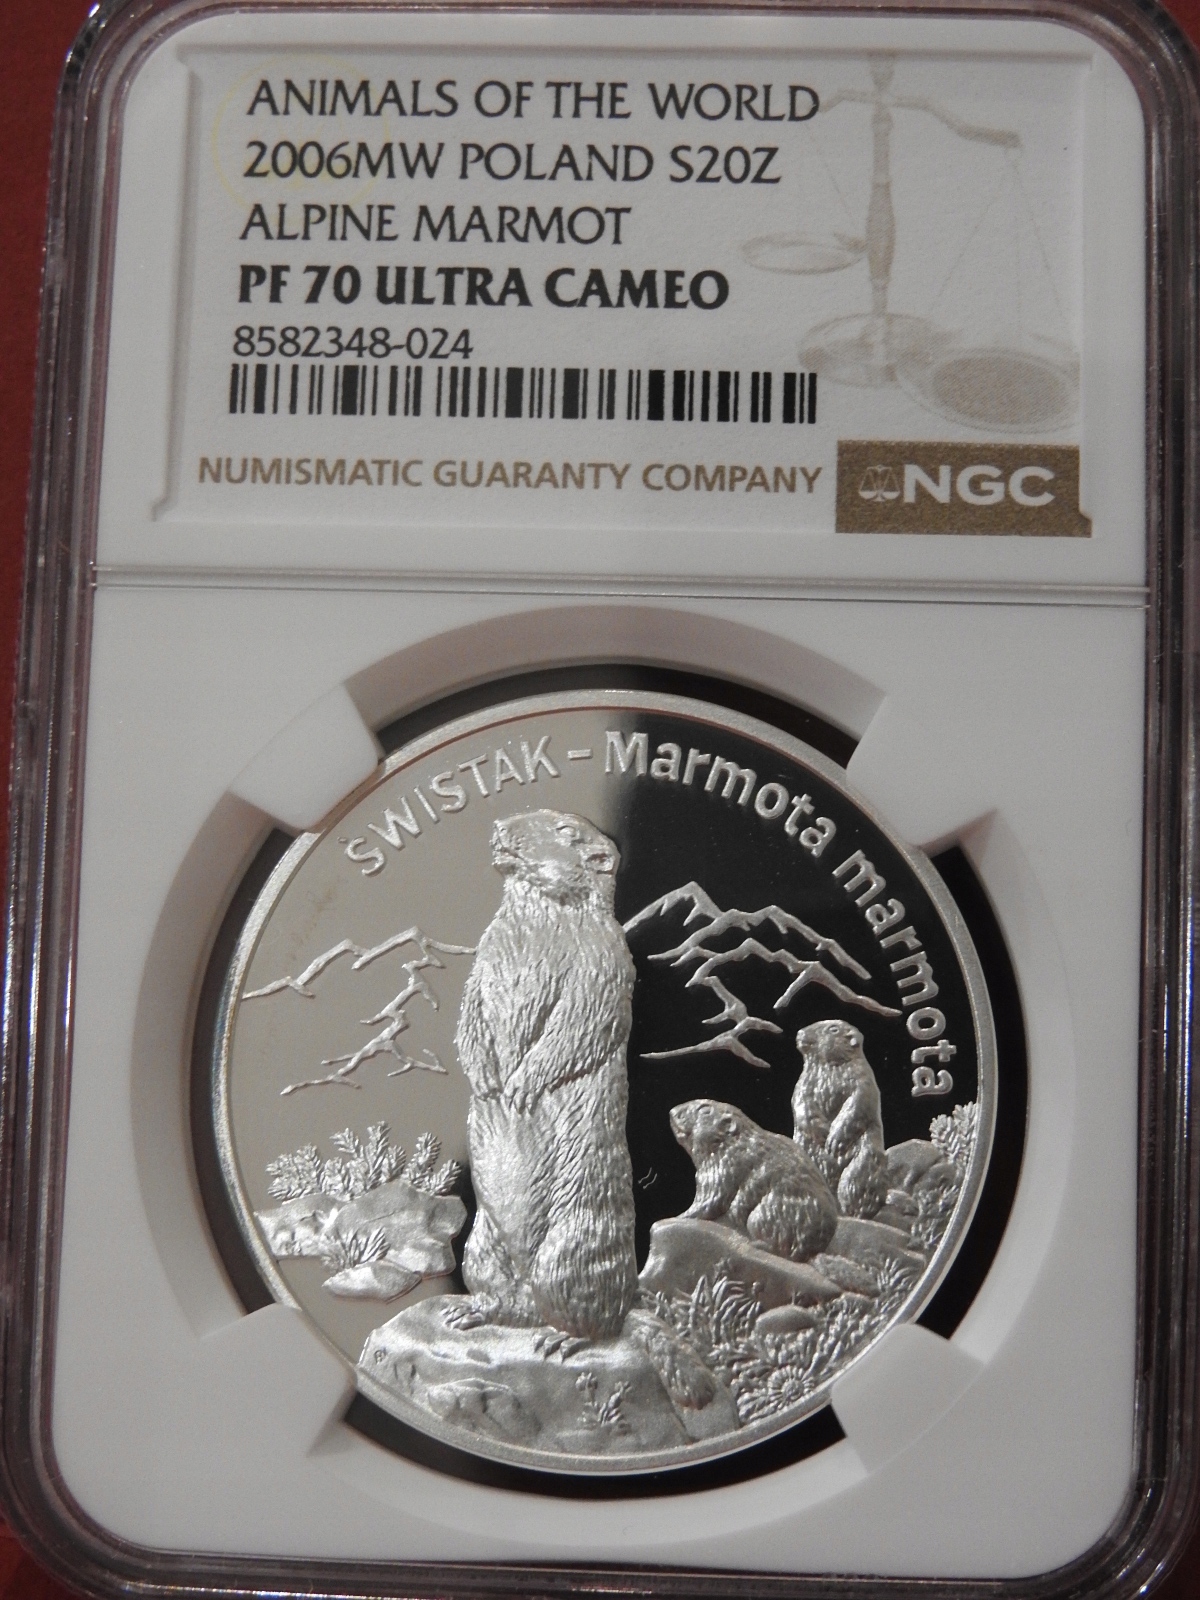 ANIMALS OF THE WORLD
2006MW POLAND S20Z
ALPINE MARMOT
PF 70 ULTRA CAMEO
8582348-024
NUMISMATIC GUARANTY COMPANY
NGC
ŚWISTAK – Marmota marmota